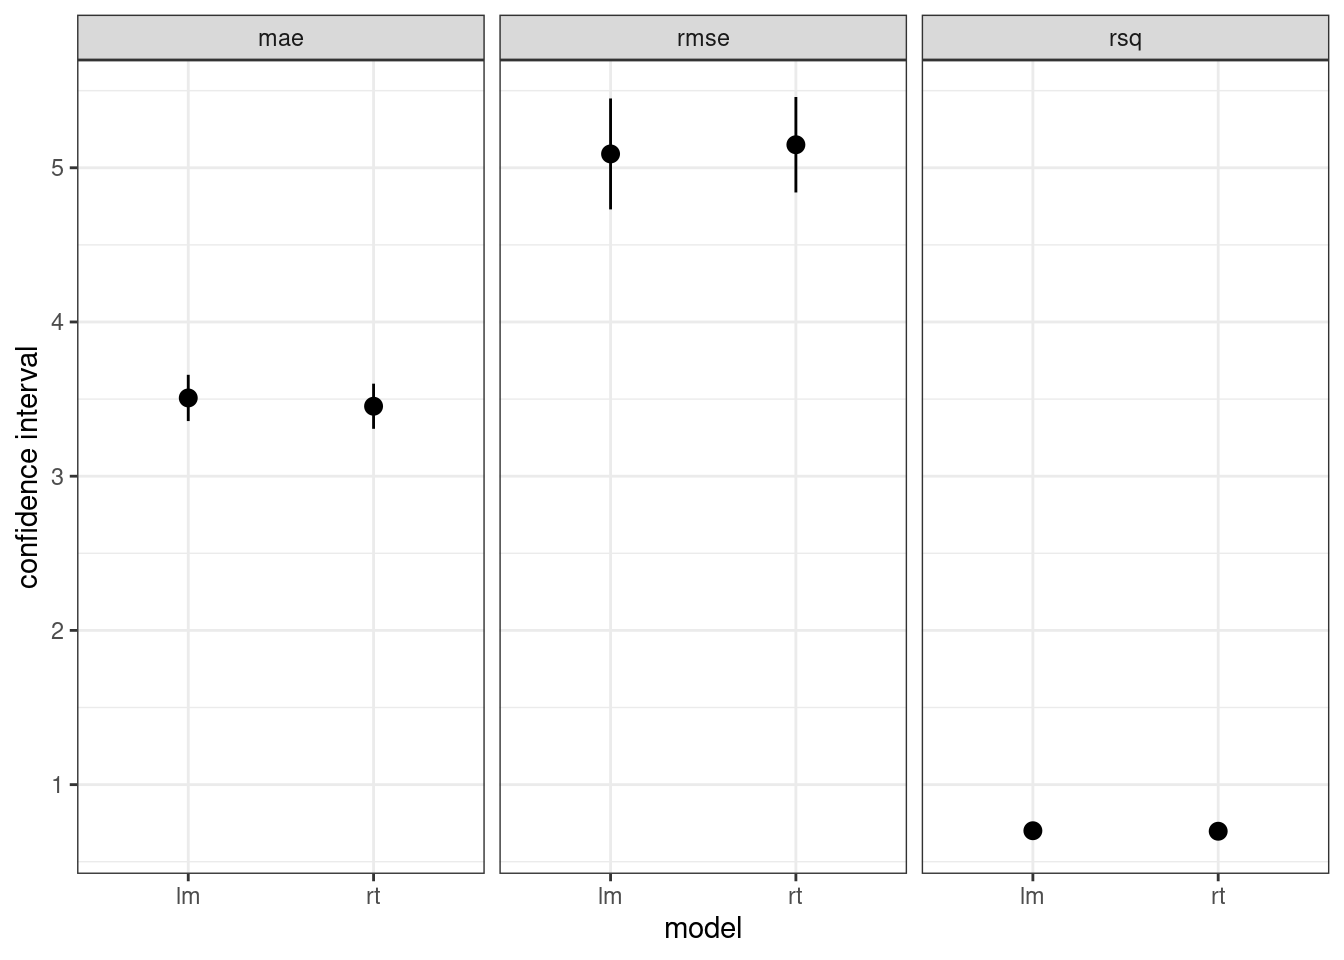 mae
rmse
rsq
confidence interval
5
4
3
2
1
lm
rt
lm
rt
lm
rt
model